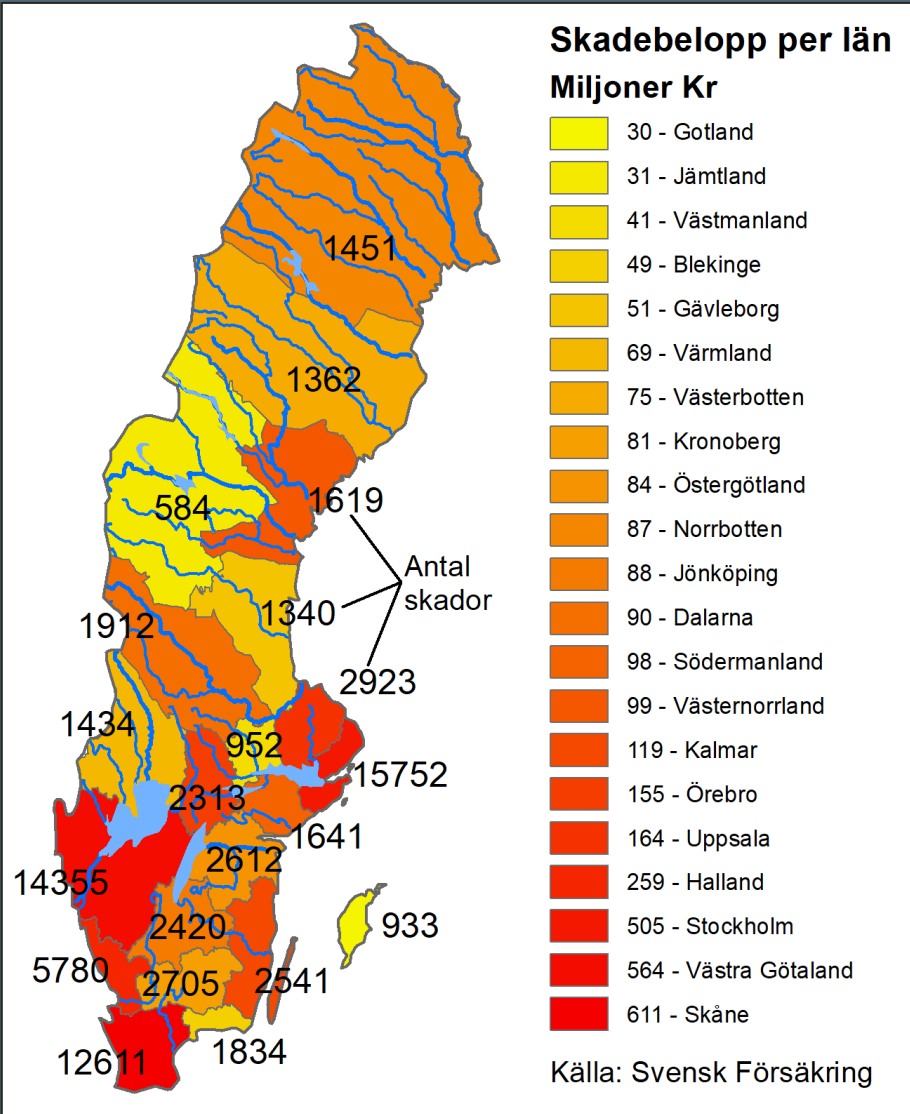 Skadebelopp per län
Miljoner Kr
30 - Gotland
31 - Jämtland
41 - Västmanland
49 - Blekinge
51 - Gävleborg
69 - Värmland
75 - Västerbotten
81 - Kronoberg
84 - Östergötland
87 - Norrbotten
88 - Jönköping
90 - Dalarna
98 - Södermanland
99 - Västernorrland
119 - Kalmar
155 - Örebro
164 - Uppsala
259 - Halland
505 - Stockholm
564 - Västra Götaland
611 - Skåne
Källa: Svensk Försäkring
1451
1362
584
1619
Antal
skador
1340
1912
2923
1434
952
15752
2313
1641
2612
14355
2420
933
5780
2705
2541
1834
12611